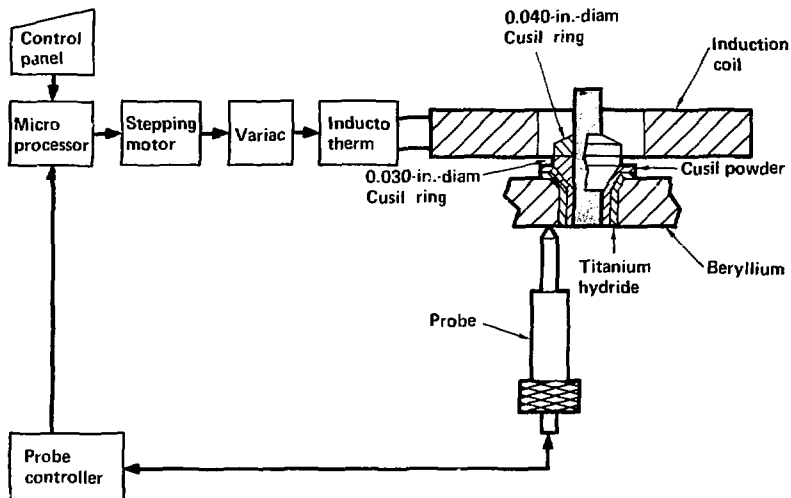 Control
panel
Micro
processor
Stepping
motor
Variac
Inducto
therm
0.040-in.-diam
Cusil ring
Induction
coil
0.030-in.-diam
Cusil ring
Cusil powder
Titanium
hydride
Beryllium
Probe
Probe
controller